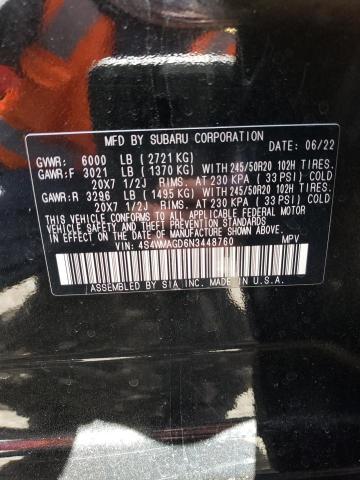 MFD BY SUBARU CORPORATION DATE: 06/22
GVWR: 6000 LB (2721 KG)
GAWR:F 3021 LB (1370 KG) WITH 245/50R20 102H TIRES.
20X7 1/2J RIMS. AT 230 KPA (33 PSI) COLD
GAWR:R 3296 LB (1495 KG) WITH 245/50R20 102H TIRES.
20X7 1/2J RIMS. AT 230 KPA (33 PSI) COLD
THIS VEHICLE CONFORMS TO ALL APPLICABLE FEDERAL MOTOR
VEHICLE SAFETY, BUMPER, AND THEFT PREVENTION STANDARDS
IN EFFECT ON THE DATE OF MANUFACTURE SHOWN ABOVE.
VIN: 4S4WMAGD6N3448760 MPV
ASSEMBLED BY SIA INC. IN U.S.A.